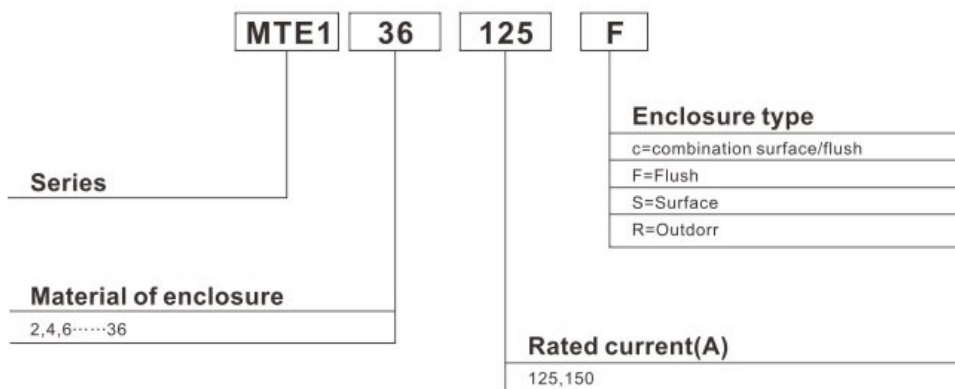 MTE1 36 125 F
Enclosure type
c=combination surface/flush
F=Flush
S=Surface
R=Outdorr
Series
Material of enclosure
2,4,6······36
Rated current(A)
125,150